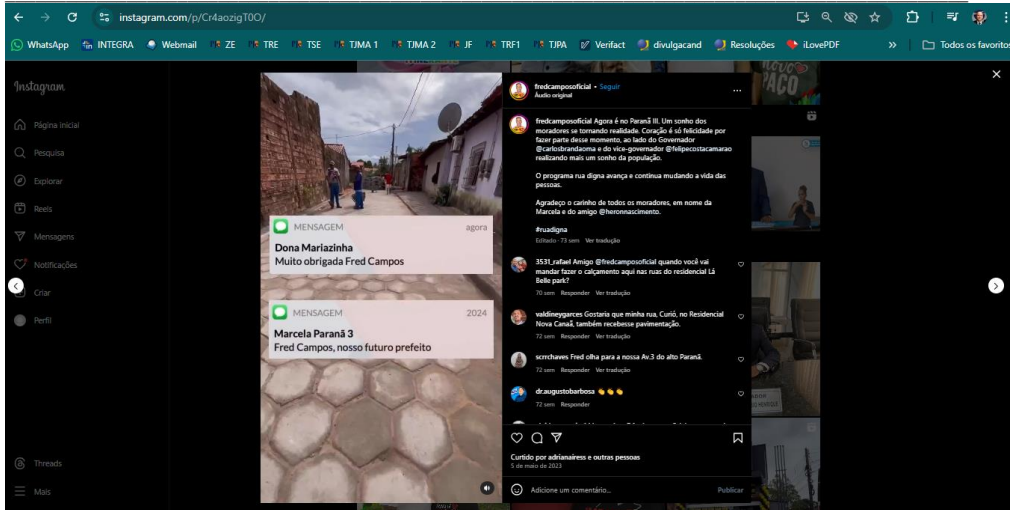 instagram.com/p/Cr4aozigT0O/
WhatsApp
INTEGRA
Webmail
ZE
TRE
TSE
TJMA 1
TJMA 2
JF
TRF1
TJPA
Verifact
divulgacand
Resoluções
iLovePDF
»
Todos os favoritos
Instagram
Página inicial
Pesquisa
Explorar
Reels
Mensagens
Notificações
Criar
Perfil
Threads
Mais
MENSAGEM agora
Dona Mariazinha
Muito obrigada Fred Campos
MENSAGEM 2024
Marcela Paranã 3
Fred Campos, nosso futuro prefeito
fredcamposoficial • Seguir
Áudio original
fredcamposoficial Agora é no Paranã III. Um sonho dos
moradores se tornando realidade. Coração é só felicidade por
fazer parte desse momento, ao lado do Governador
@carlosbrandaoma e do vice-governador @felipecostacamarao
realizando mais um sonho da população.
O programa rua digna avança e continua mudando a vida das
pessoas.
Agradeço o carinho de todos os moradores, em nome da
Marcela e do amigo @heronnascimento.
#ruadigna
Editado · 73 sem Ver tradução
3531_rafael Amigo @fredcamposoficial quando você vai
mandar fazer o calçamento aqui nas ruas do residencial Lá
Belle park?
70 sem Responder Ver tradução
valdineygarces Gostaria que minha rua, Curió, no Residencial
Nova Canaã, também recebesse pavimentação.
72 sem Responder Ver tradução
scrrchaves Fred olha para a nossa Av.3 do alto Paranã.
72 sem Responder Ver tradução
dr.augustobarbosa 👏👏👏
72 sem Responder
Curtido por adrianairess e outras pessoas
5 de maio de 2023
Adicione um comentário...
Publicar
NOVO
PAÇO